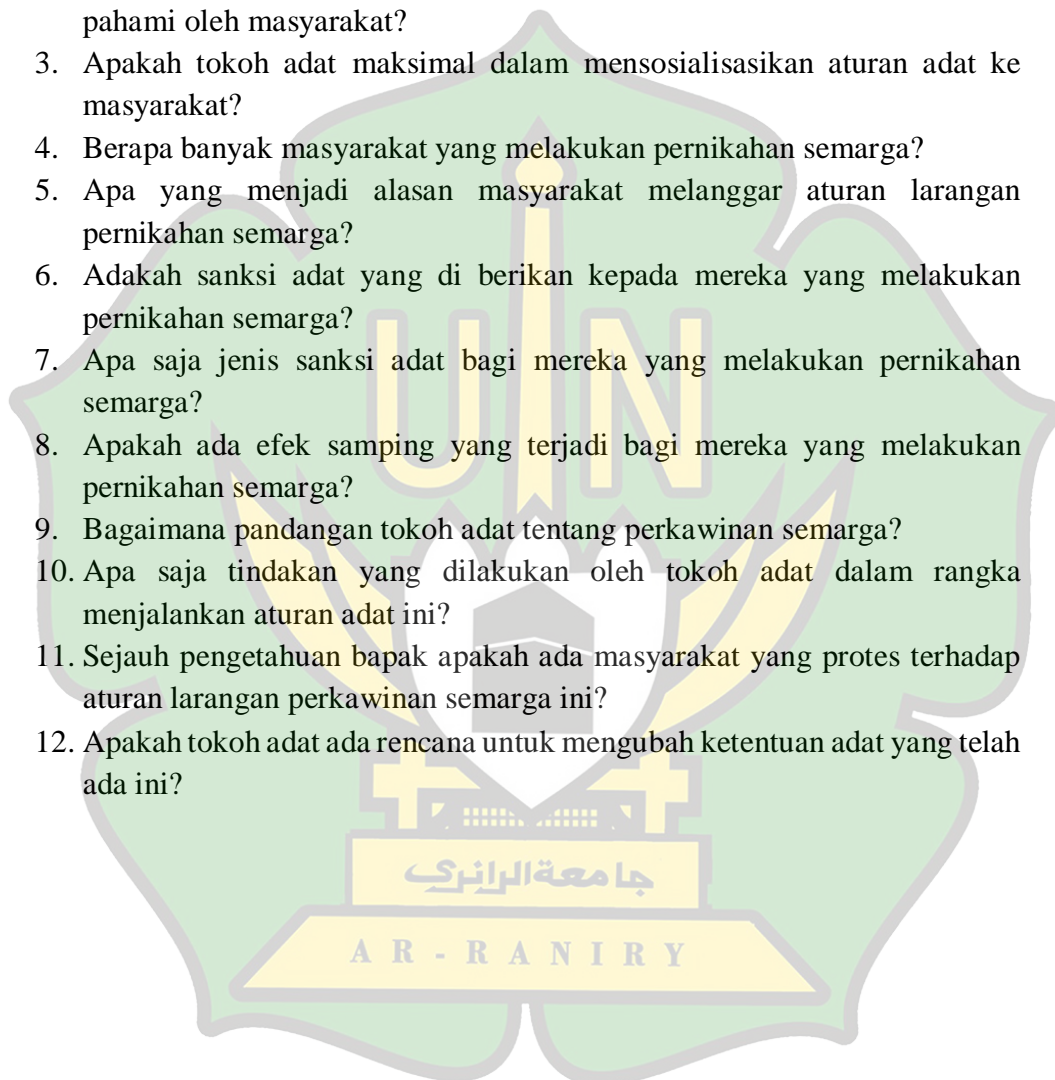 pahami oleh masyarakat?
3. Apakah tokoh adat maksimal dalam mensosialisasikan aturan adat ke
masyarakat?
4. Berapa banyak masyarakat yang melakukan pernikahan semarga?
5. Apa yang menjadi alasan masyarakat melanggar aturan larangan
pernikahan semarga?
6. Adakah sanksi adat yang di berikan kepada mereka yang melakukan
pernikahan semarga?
7. Apa saja jenis sanksi adat bagi mereka yang melakukan pernikahan
semarga?
8. Apakah ada efek samping yang terjadi bagi mereka yang melakukan
pernikahan semarga?
9. Bagaimana pandangan tokoh adat tentang perkawinan semarga?
10. Apa saja tindakan yang dilakukan oleh tokoh adat dalam rangka
menjalankan aturan adat ini?
11. Sejauh pengetahuan bapak apakah ada masyarakat yang protes terhadap
aturan larangan perkawinan semarga ini?
12. Apakah tokoh adat ada rencana untuk mengubah ketentuan adat yang telah
ada ini?
UIN
جامعةالرانري
AR-RANIRY